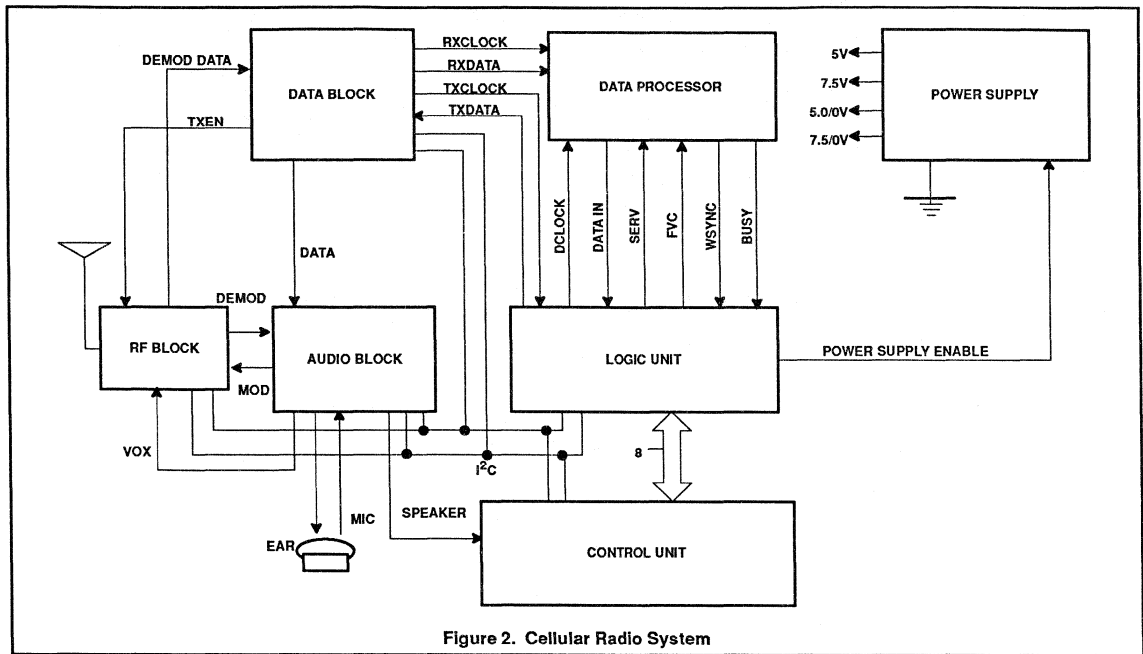 DEMOD DATA
TXEN
DATA BLOCK
RXCLOCK
RXDATA
TXCLOCK
TXDATA
DATA PROCESSOR
5V
7.5V
5.0/0V
7.5/0V
POWER SUPPLY
DCLOCK
DATA IN
SERV
FVC
WSYNC
BUSY
DATA
DEMOD
RF BLOCK
MOD
AUDIO BLOCK
LOGIC UNIT
POWER SUPPLY ENABLE
VOX
I²C
8
EAR
MIC
SPEAKER
CONTROL UNIT
Figure 2. Cellular Radio System